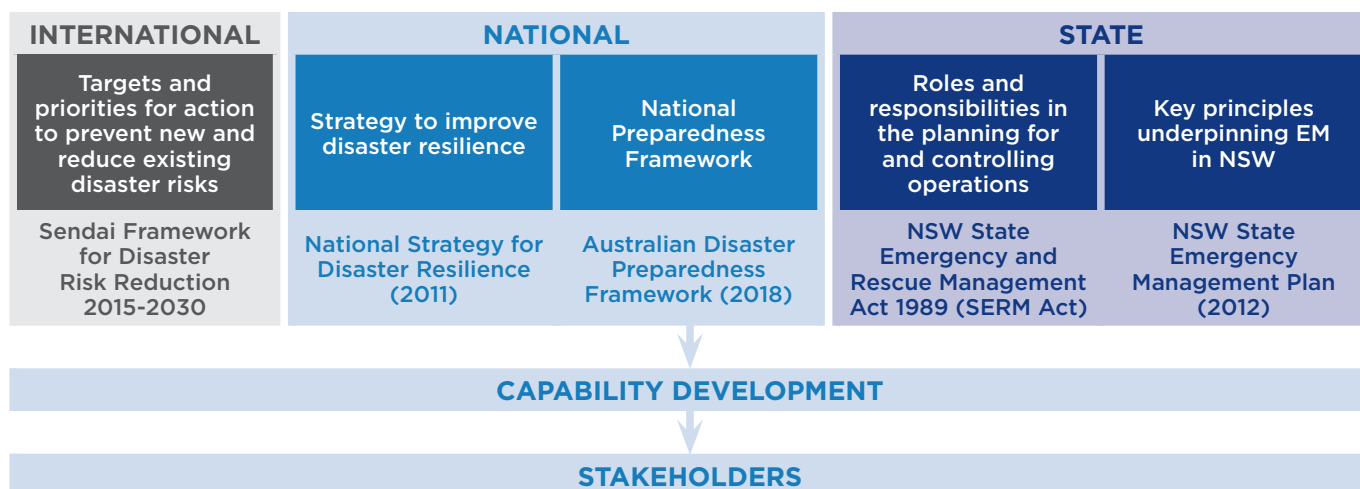 INTERNATIONAL
Targets and
priorities for action
to prevent new and
reduce existing
disaster risks
Sendai Framework
for Disaster
Risk Reduction
2015-2030
NATIONAL
Strategy to improve
disaster resilience
National Strategy for
Disaster Resilience
(2011)
National
Preparedness
Framework
Australian Disaster
Preparedness
Framework (2018)
STATE
Roles and
responsibilities in
the planning for
and controlling
operations
NSW State
Emergency and
Rescue Management
Act 1989 (SERM Act)
Key principles
underpinning EM
in NSW
NSW State
Emergency
Management Plan
(2012)
CAPABILITY DEVELOPMENT
STAKEHOLDERS